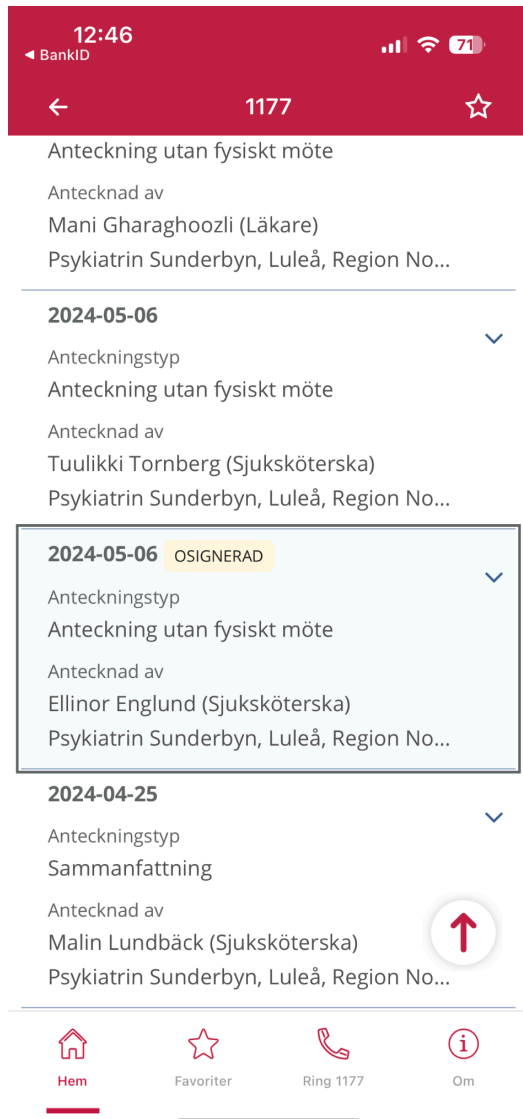 12:46
◀ BankID
71
1177
Anteckning utan fysiskt möte
Antecknad av
Mani Gharaghoozli (Läkare)
Psykiatrin Sunderbyn, Luleå, Region No...
2024-05-06
Anteckningstyp
Anteckning utan fysiskt möte
Antecknad av
Tuulikki Tornberg (Sjuksköterska)
Psykiatrin Sunderbyn, Luleå, Region No...
2024-05-06 OSIGNERAD
Anteckningstyp
Anteckning utan fysiskt möte
Antecknad av
Ellinor Englund (Sjuksköterska)
Psykiatrin Sunderbyn, Luleå, Region No...
2024-04-25
Anteckningstyp
Sammanfattning
Antecknad av
Malin Lundbäck (Sjuksköterska)
Psykiatrin Sunderbyn, Luleå, Region No...
Hem Favoriter Ring 1177 Om